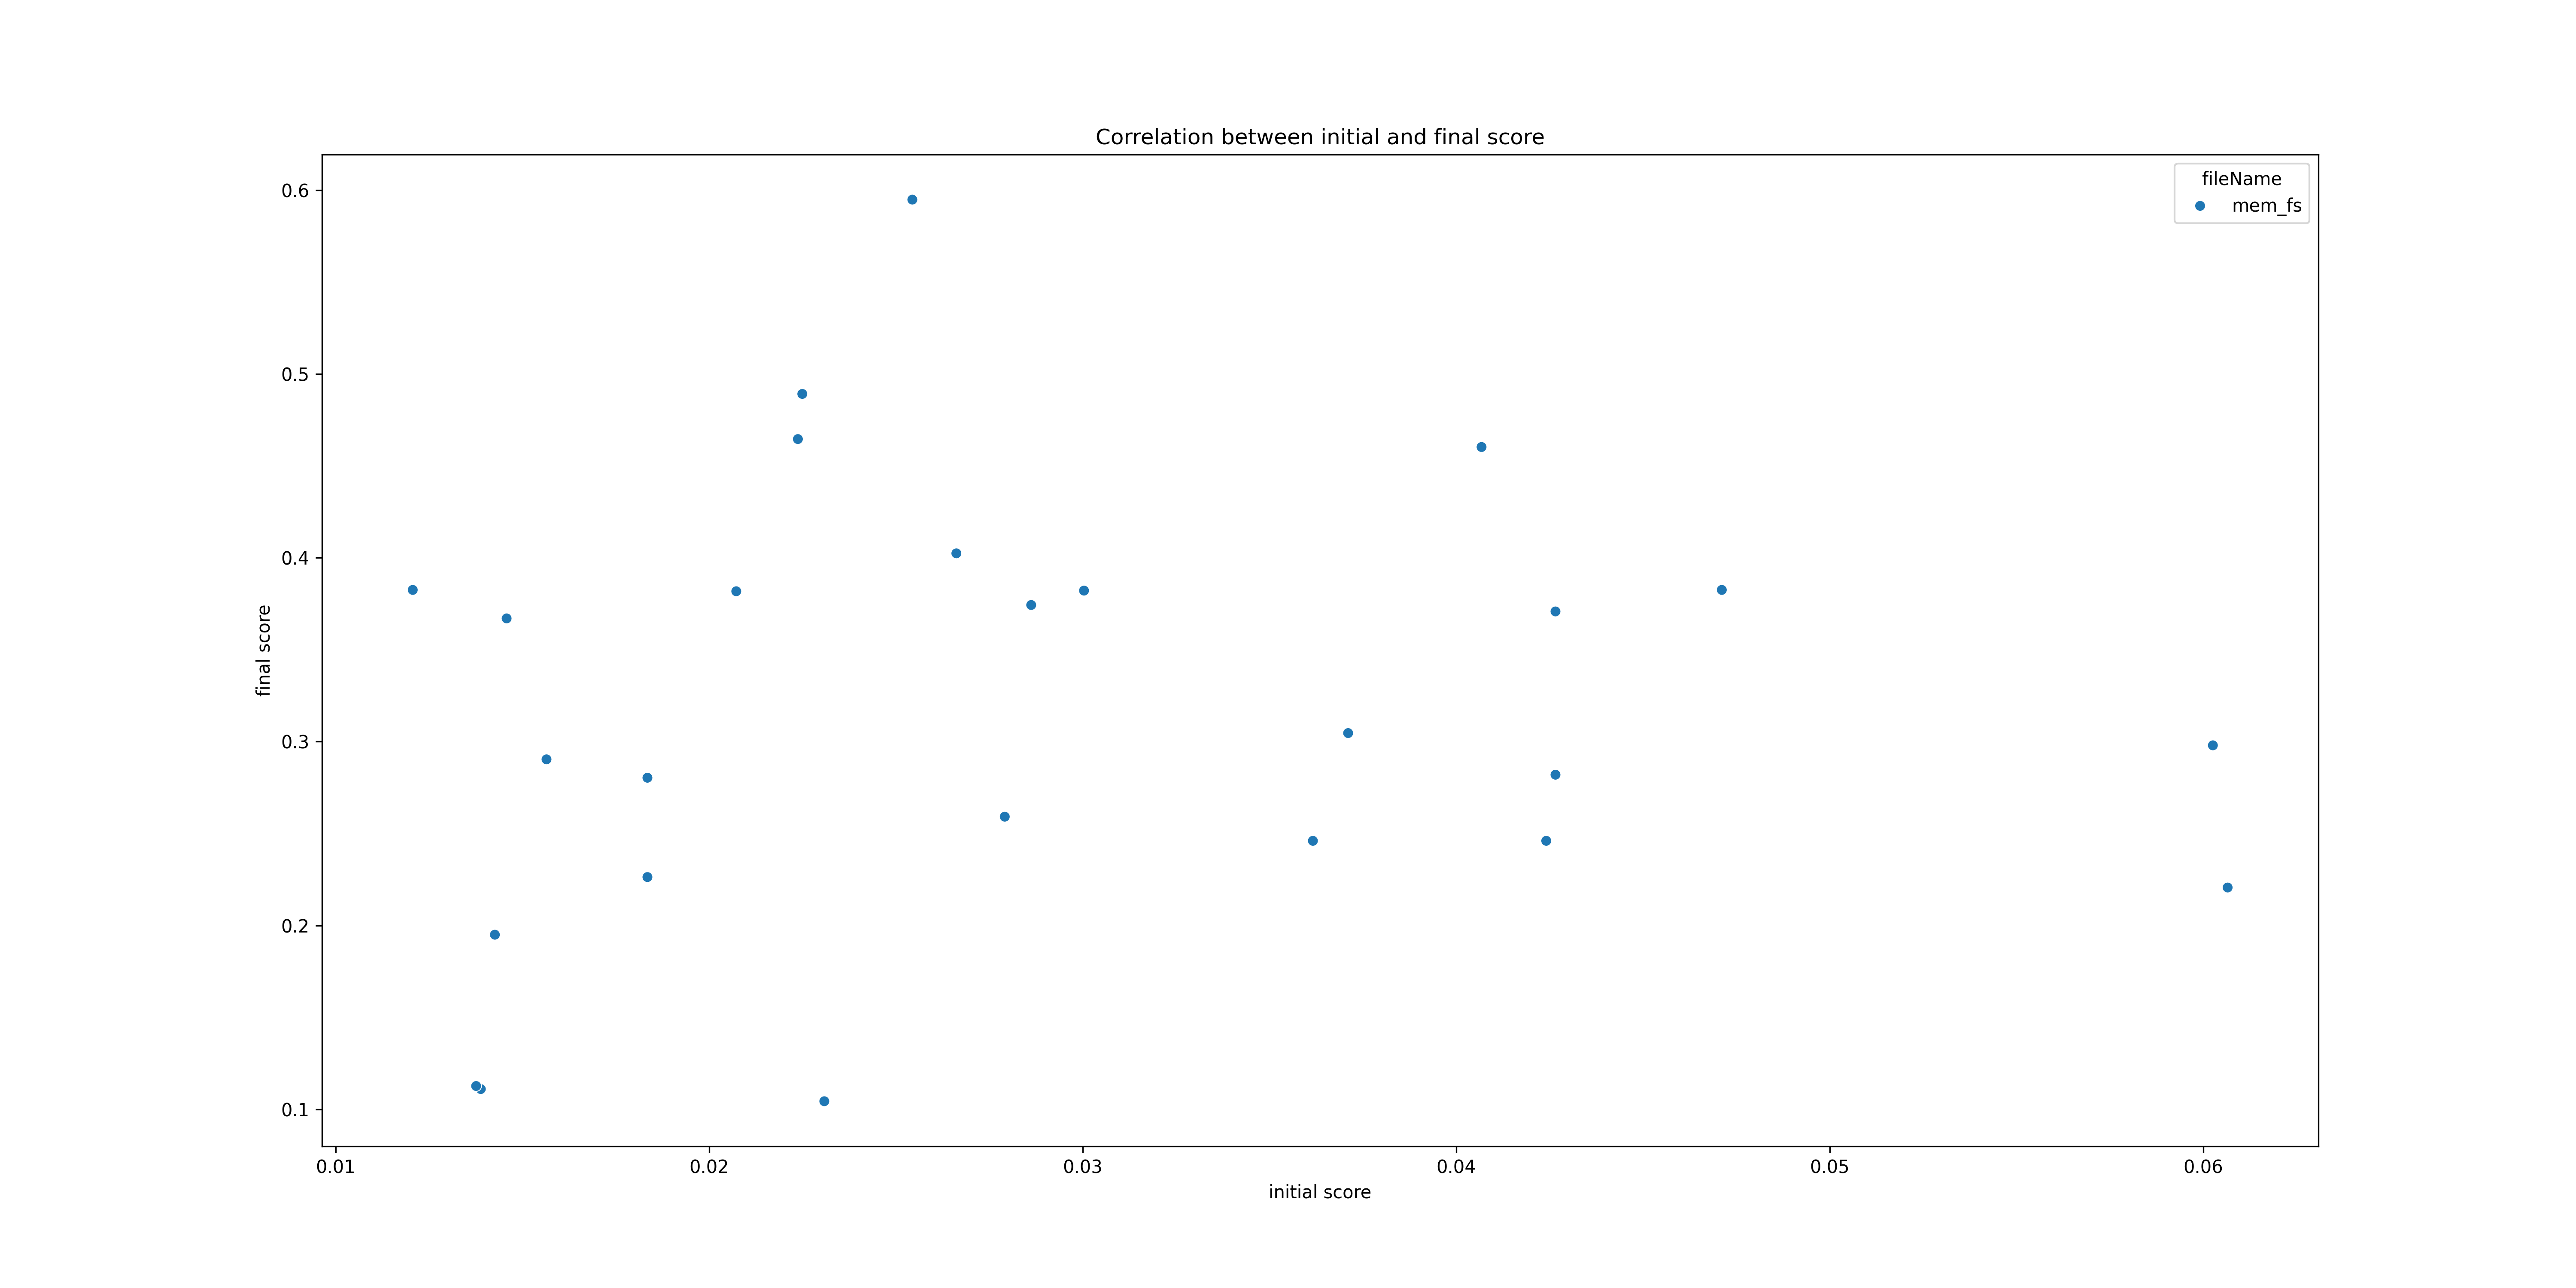 Correlation between initial and final score
fileName
mem_fs
0.6
0.5
0.4
0.3
0.2
0.1
final score
0.01 0.02 0.03 0.04 0.05 0.06
initial score